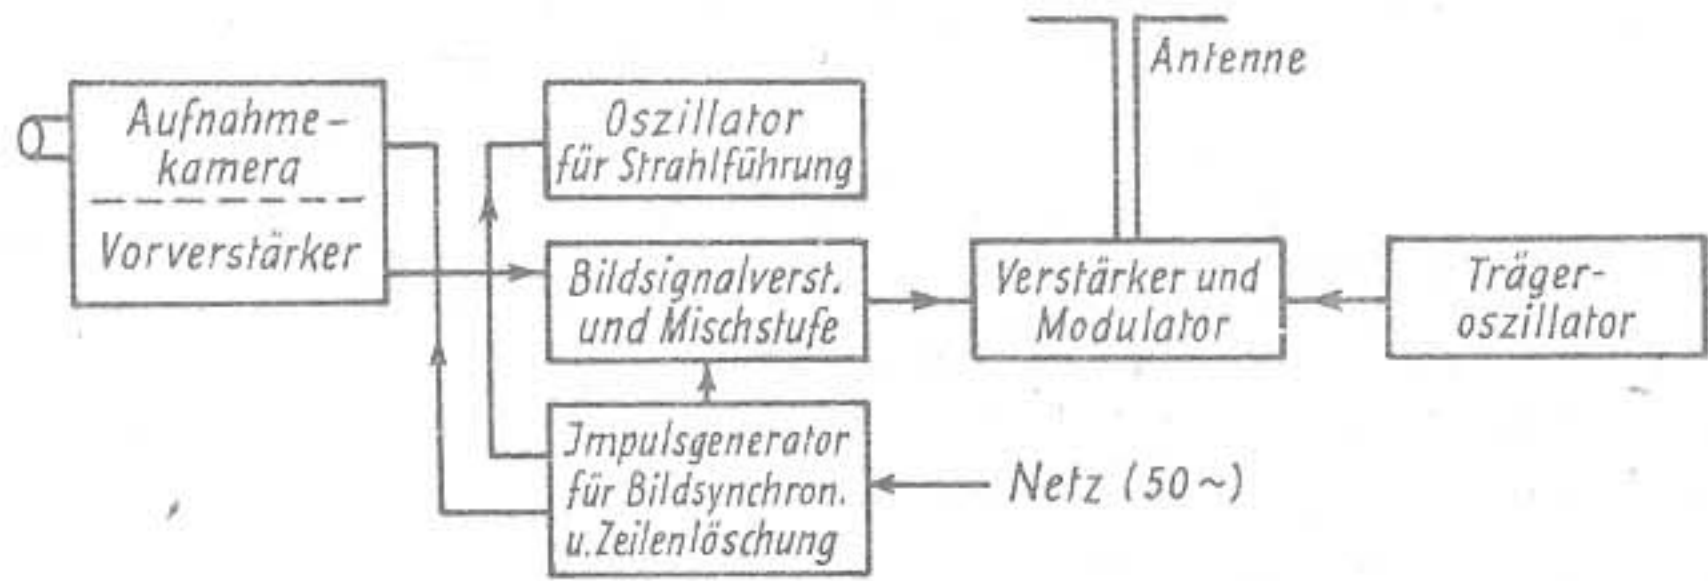 Aufnahme-
kamera
Vorverstärker
Oszillator
für Strahlführung
Antenne
Bildsignalverst.
und Mischstufe
Verstärker und
Modulator
Träger-
oszillator
Impulsgenerator
für Bildsynchron.
u. Zeilenlöschung
Netz (50~)